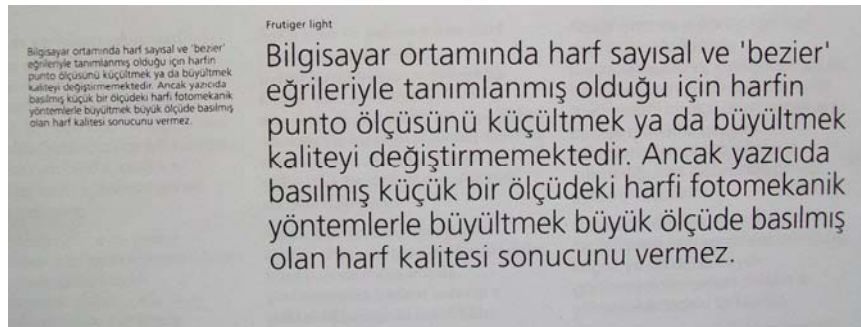 Frutiger light
Bilgisayar ortamında harf sayısal ve 'bezier'
eğrileriyle tanımlanmış olduğu için harfin
punto ölçüsünü küçültmek ya da büyültmek
kaliteyi değiştirmemektedir. Ancak yazıcıda
basılmış küçük bir ölçüdeki harfi fotomekanik
yöntemlerle büyültmek büyük ölçüde basılmış
olan harf kalitesi sonucunu vermez.
Bilgisayar ortamında harf sayısal ve 'bezier'
eğrileriyle tanımlanmış olduğu için harfin
punto ölçüsünü küçültmek ya da büyültmek
kaliteyi değiştirmemektedir. Ancak yazıcıda
basılmış küçük bir ölçüdeki harfi fotomekanik
yöntemlerle büyültmek büyük ölçüde basılmış
olan harf kalitesi sonucunu vermez.